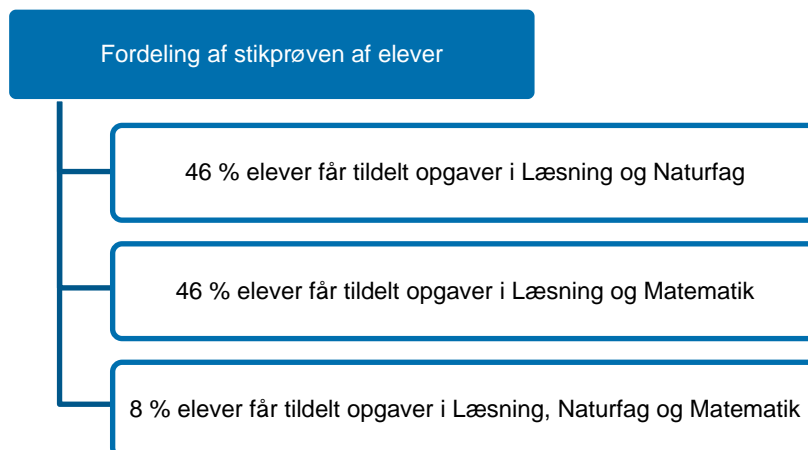 Fordeling af stikprøven af elever
46 % elever får tildelt opgaver i Læsning og Naturfag
46 % elever får tildelt opgaver i Læsning og Matematik
8 % elever får tildelt opgaver i Læsning, Naturfag og Matematik